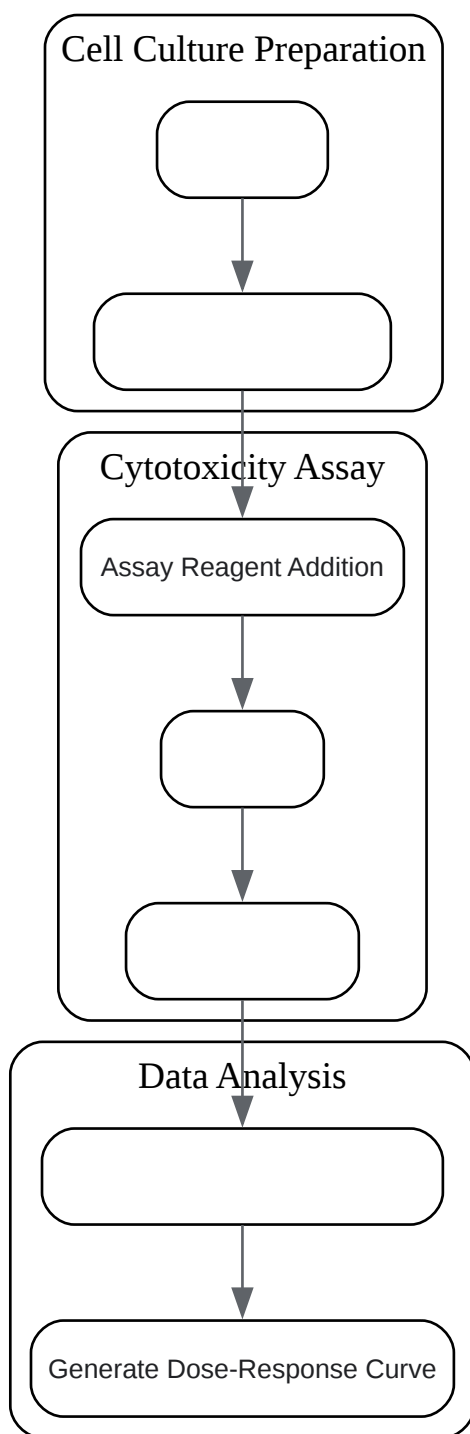 Cell Culture Preparation
Cytotoxicity Assay
Assay Reagent Addition
Data Analysis
Generate Dose-Response Curve